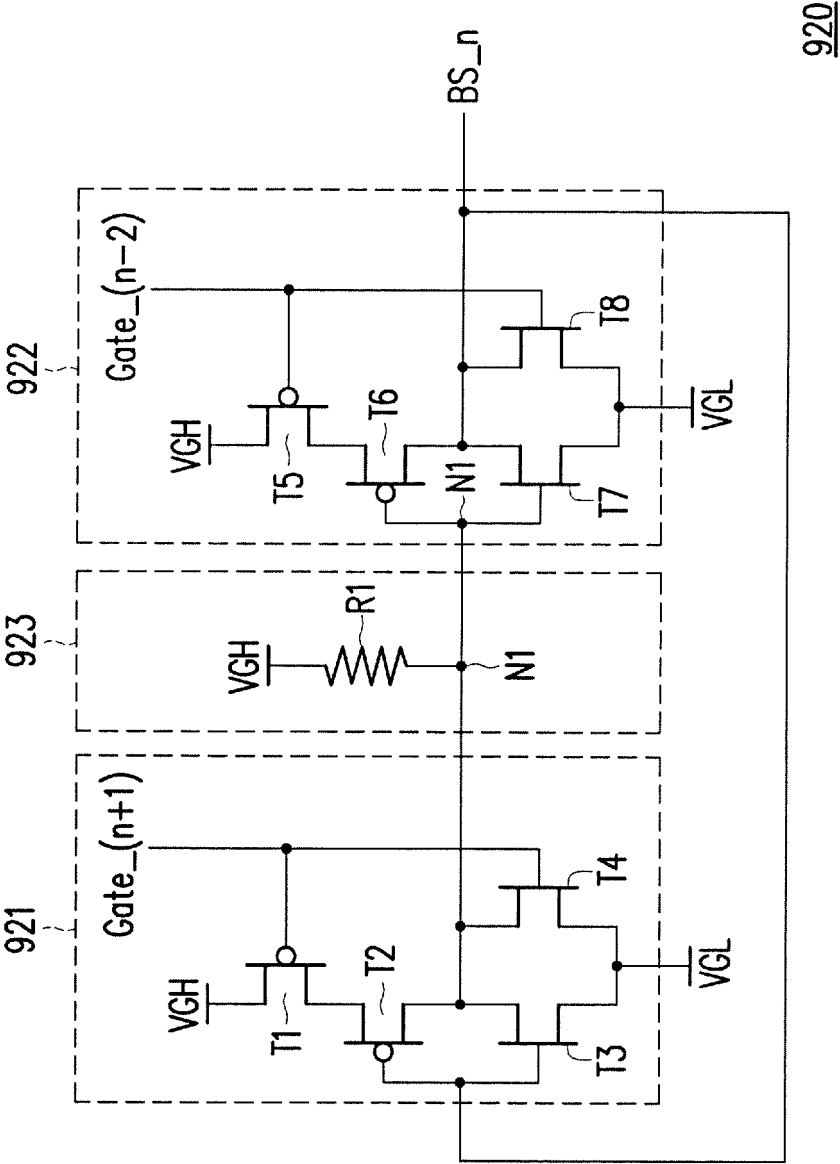 920
921
Gate_(n+1)
VGH
T1
T2
T3
T4
VGL
923
VGH
R1
N1
922
Gate_(n-2)
VGH
T5
T6
N1
T7
T8
VGL
BS_n